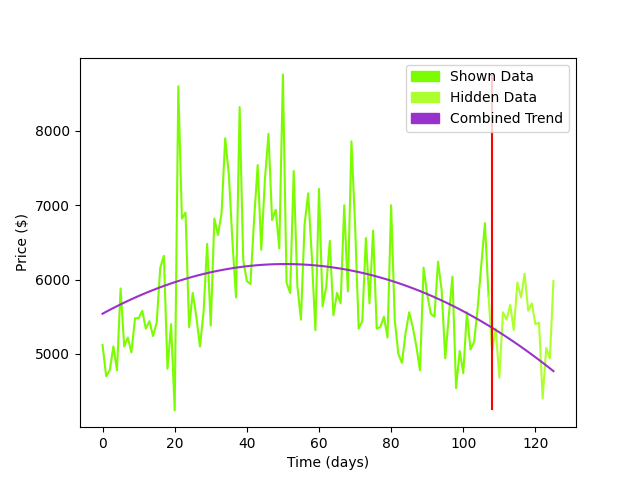 Shown Data
Hidden Data
Combined Trend
Price ($)
8000
7000
6000
5000
0 20 40 60 80 100 120
Time (days)